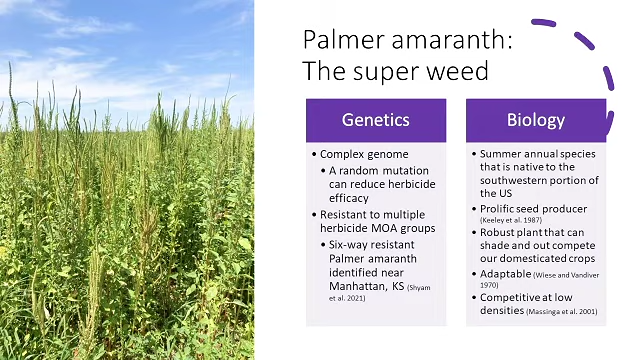 Palmer amaranth:
The super weed
Genetics
• Complex genome
• A random mutation
can reduce herbicide
efficacy
• Resistant to multiple
herbicide MOA groups
• Six-way resistant
Palmer amaranth
identified near
Manhattan, KS (Shyam
et al. 2021)
Biology
• Summer annual species
that is native to the
southwestern portion of
the US
• Prolific seed producer
(Keeley et al. 1987)
• Robust plant that can
shade and out compete
our domesticated crops
• Adaptable (Wiese and Vandiver
1970)
• Competitive at low
densities (Massinga et al. 2001)